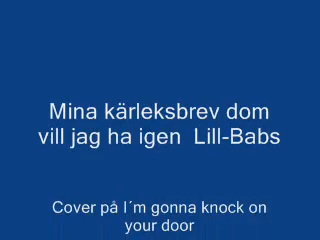 Mina kärleksbrev dom
vill jag ha igen  Lill-Babs
Cover på I´m gonna knock on
your door